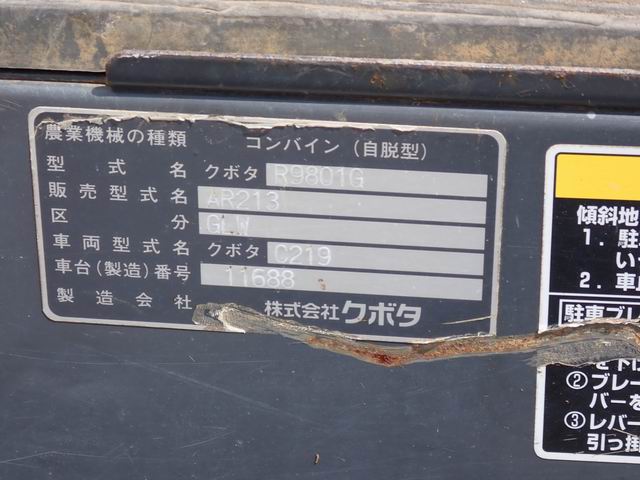 農業機械の種類 コンバイン（自脱型）
型式名 クボタ R9801G
販売型式名 AR213
区分 GLW
車両型式名 クボタ C219
車台(製造)番号 11688
製造会社 株式会社クボタ
傾斜地
1. 駐
い
2. 車
駐車ブレ
を下
②ブレー
バーを
③レバー
引っ掛